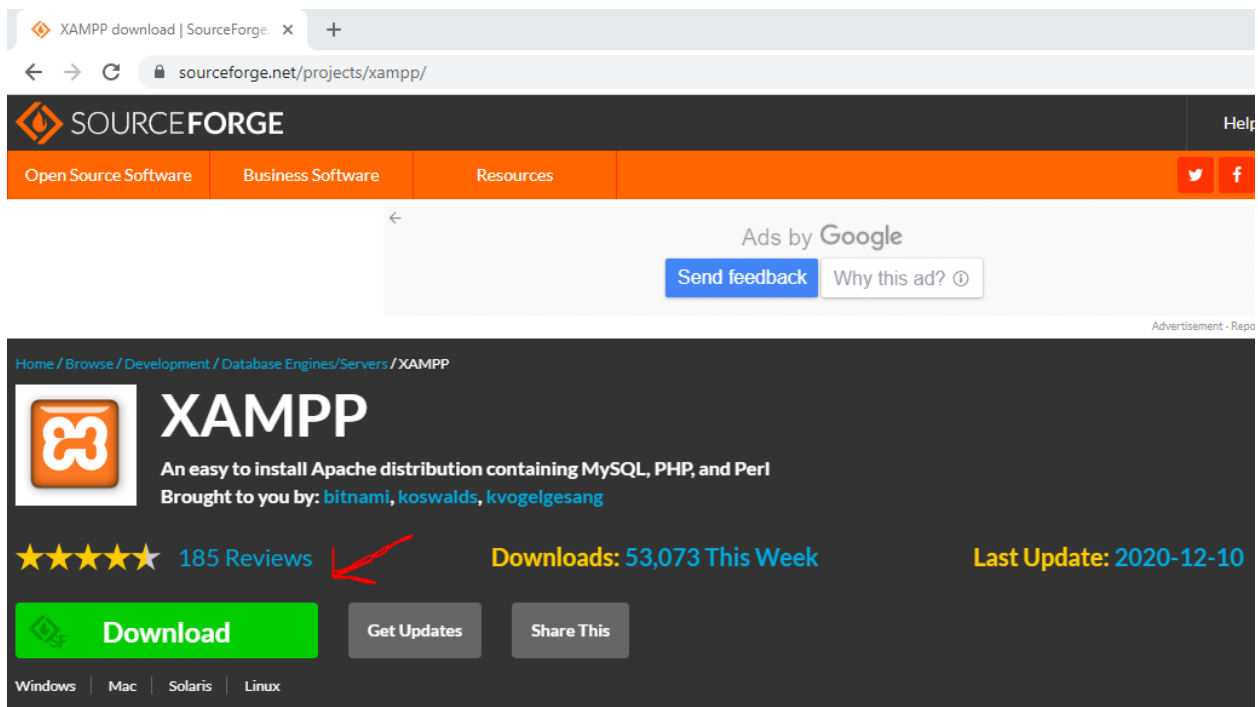 XAMPP download | SourceForge.
sourceforge.net/projects/xampp/
SOURCEFORGE
Help
Open Source Software Business Software Resources
Ads by Google
Send feedback Why this ad?
Advertisement - Repo
Home / Browse / Development / Database Engines/Servers / XAMPP
XAMPP
An easy to install Apache distribution containing MySQL, PHP, and Perl
Brought to you by: bitnami, koswalds, kvogelgesang
185 Reviews Downloads: 53,073 This Week Last Update: 2020-12-10
SF Download Get Updates Share This
Windows Mac Solaris Linux